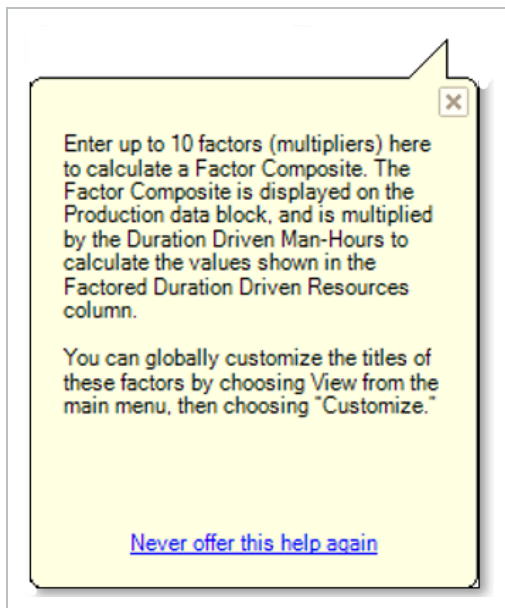 Enter up to 10 factors (multipliers) here
to calculate a Factor Composite. The
Factor Composite is displayed on the
Production data block, and is multiplied
by the Duration Driven Man-Hours to
calculate the values shown in the
Factored Duration Driven Resources
column.
You can globally customize the titles of
these factors by choosing View from the
main menu, then choosing "Customize."
Never offer this help again